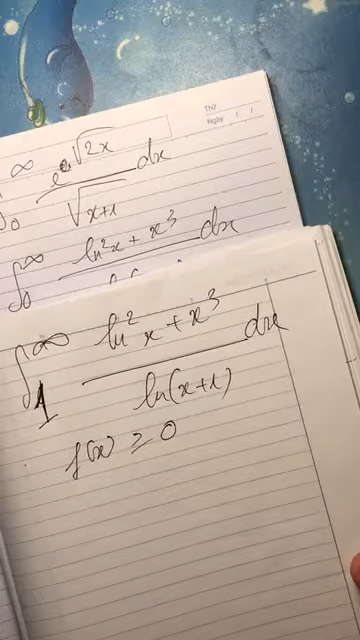 Thứ
Ngày
∫₀^∞ e^√(2x) / √(x+1) dx
∫₀^∞ (ln²x + x³) / dx
∫₁^∞ (ln²x + x³) / ln(x+1) dx
f(x) ≥ 0